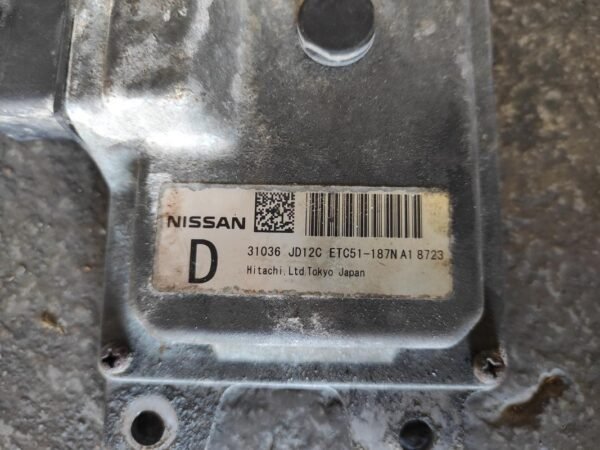 NISSAN
D
31036 JD12C ETC51-187N A1 8723
Hitachi.Ltd.Tokyo Japan